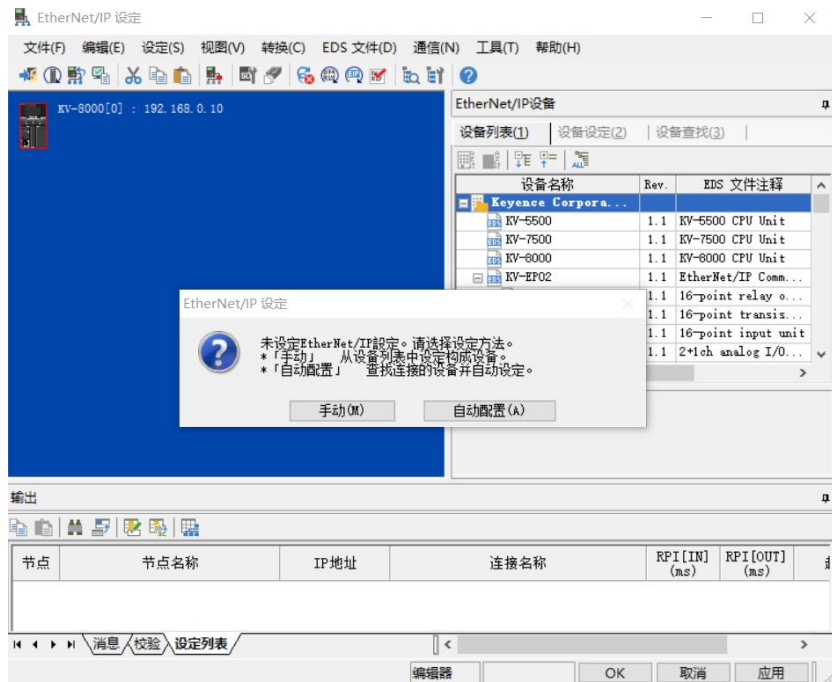 EtherNet/IP 设定
文件(F) 编辑(E) 设定(S) 视图(V) 转换(C) EDS 文件(D) 通信(N) 工具(T) 帮助(H)
KV-8000[0] : 192.168.0.10
EtherNet/IP设备
设备列表(1) 设备设定(2) 设备查找(3)
设备名称 Rev. EDS 文件注释
Keyence Corpora...
KV-5500 1.1 KV-5500 CPU Unit
KV-7500 1.1 KV-7500 CPU Unit
KV-8000 1.1 KV-8000 CPU Unit
KV-EP02 1.1 EtherNet/IP Comm...
1.1 16-point relay o...
1.1 16-point transis...
1.1 16-point input unit
1.1 2+1ch analog I/O...
EtherNet/IP 设定
未设定EtherNet/IP設定。请选择设定方法。
*「手动」 从设备列表中设定构成设备。
*「自动配置」 查找连接的设备并自动设定。
手动(M) 自动配置(A)
输出
节点 节点名称 IP地址 连接名称 RPI[IN] (ms) RPI[OUT] (ms)
消息 校验 设定列表
编辑器 OK 取消 应用